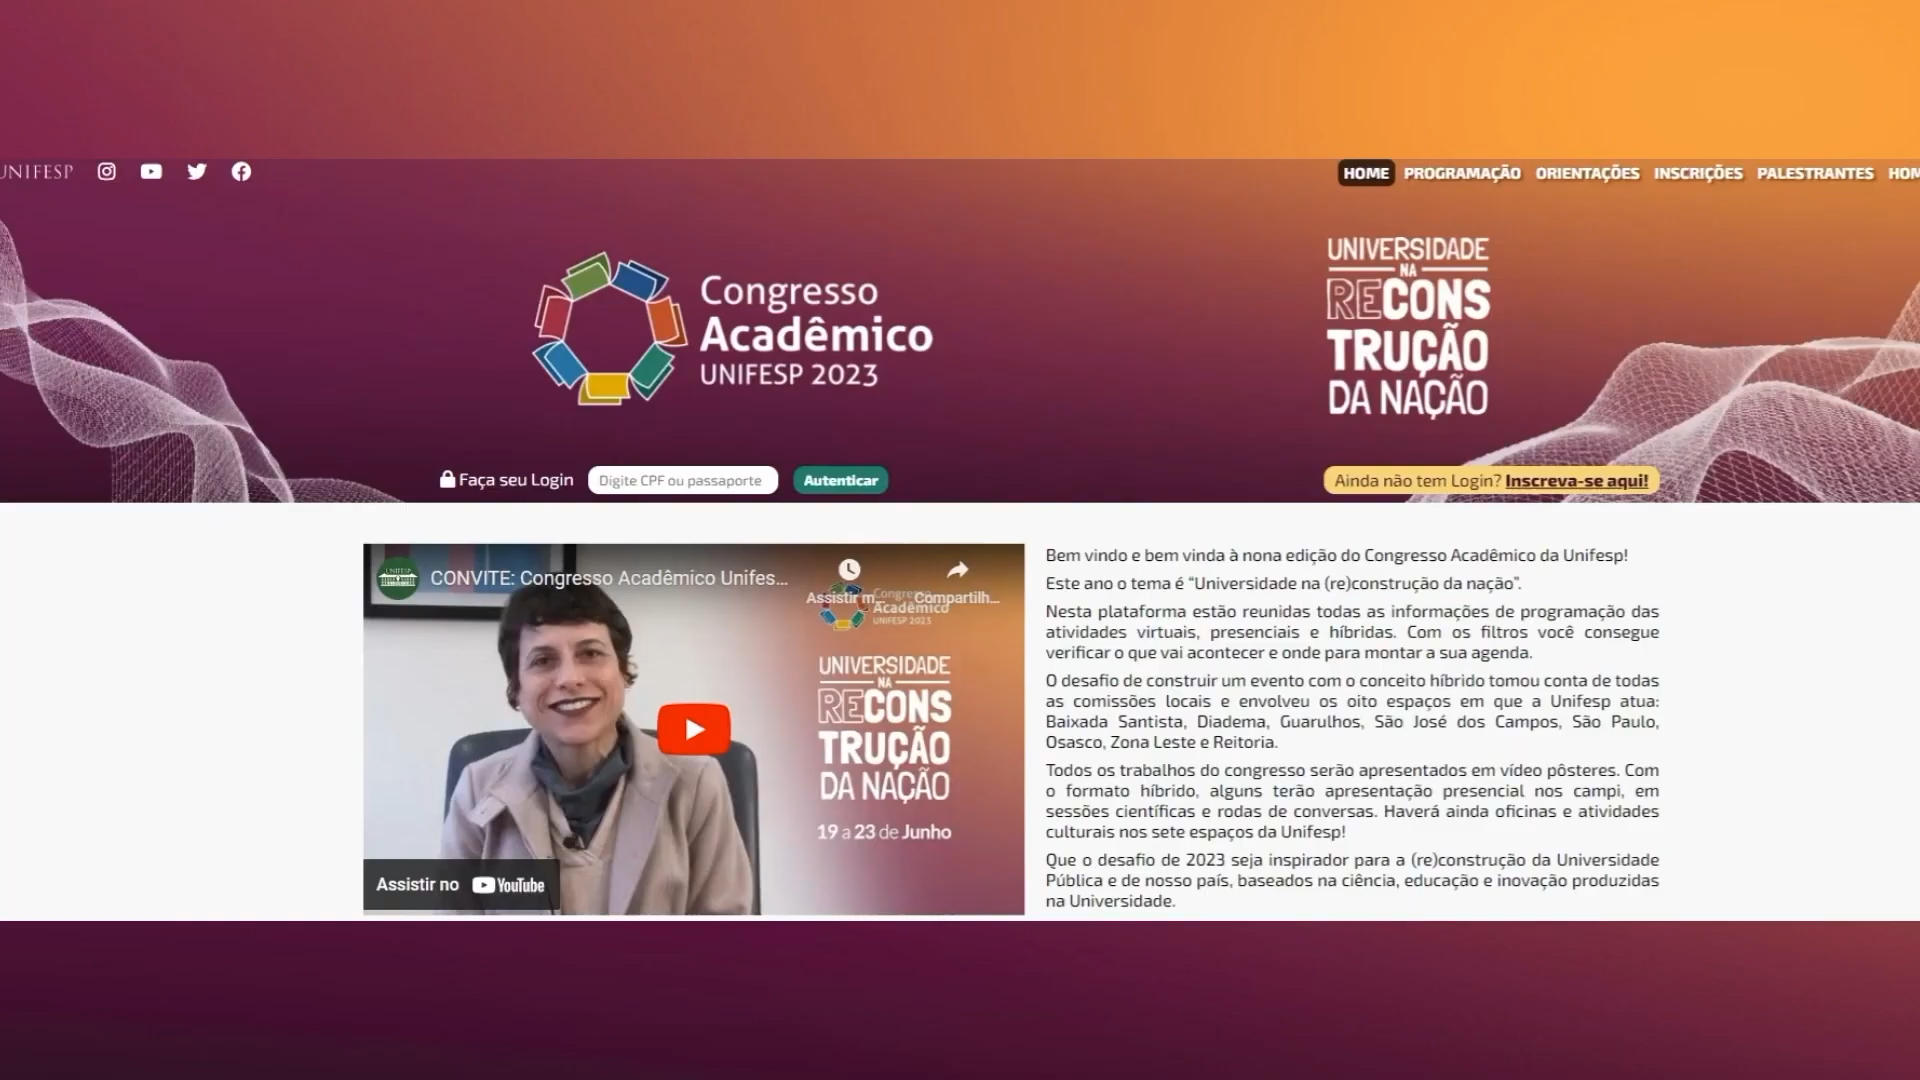 UNIFESP
HOME PROGRAMAÇÃO ORIENTAÇÕES INSCRIÇÕES PALESTRANTES HOM
Congresso
Acadêmico
UNIFESP 2023
UNIVERSIDADE
NA
RECONS
TRUÇÃO
DA NAÇÃO
Faça seu Login Digite CPF ou passaporte Autenticar
Ainda não tem Login? Inscreva-se aqui!
UNIFESP
CONVITE: Congresso Acadêmico Unifes...
Assistir m... Compartilh...
Congresso
Acadêmico
UNIFESP 2023
UNIVERSIDADE
NA
RECONS
TRUÇÃO
DA NAÇÃO
19 a 23 de Junho
Assistir no YouTube
Bem vindo e bem vinda à nona edição do Congresso Acadêmico da Unifesp!
Este ano o tema é “Universidade na (re)construção da nação”.
Nesta plataforma estão reunidas todas as informações de programação das
atividades virtuais, presenciais e híbridas. Com os filtros você consegue
verificar o que vai acontecer e onde para montar a sua agenda.
O desafio de construir um evento com o conceito híbrido tomou conta de todas
as comissões locais e envolveu os oito espaços em que a Unifesp atua:
Baixada Santista, Diadema, Guarulhos, São José dos Campos, São Paulo,
Osasco, Zona Leste e Reitoria.
Todos os trabalhos do congresso serão apresentados em vídeo pôsteres. Com
o formato híbrido, alguns terão apresentação presencial nos campi, em
sessões científicas e rodas de conversas. Haverá ainda oficinas e atividades
culturais nos sete espaços da Unifesp!
Que o desafio de 2023 seja inspirador para a (re)construção da Universidade
Pública e de nosso país, baseados na ciência, educação e inovação produzidas
na Universidade.